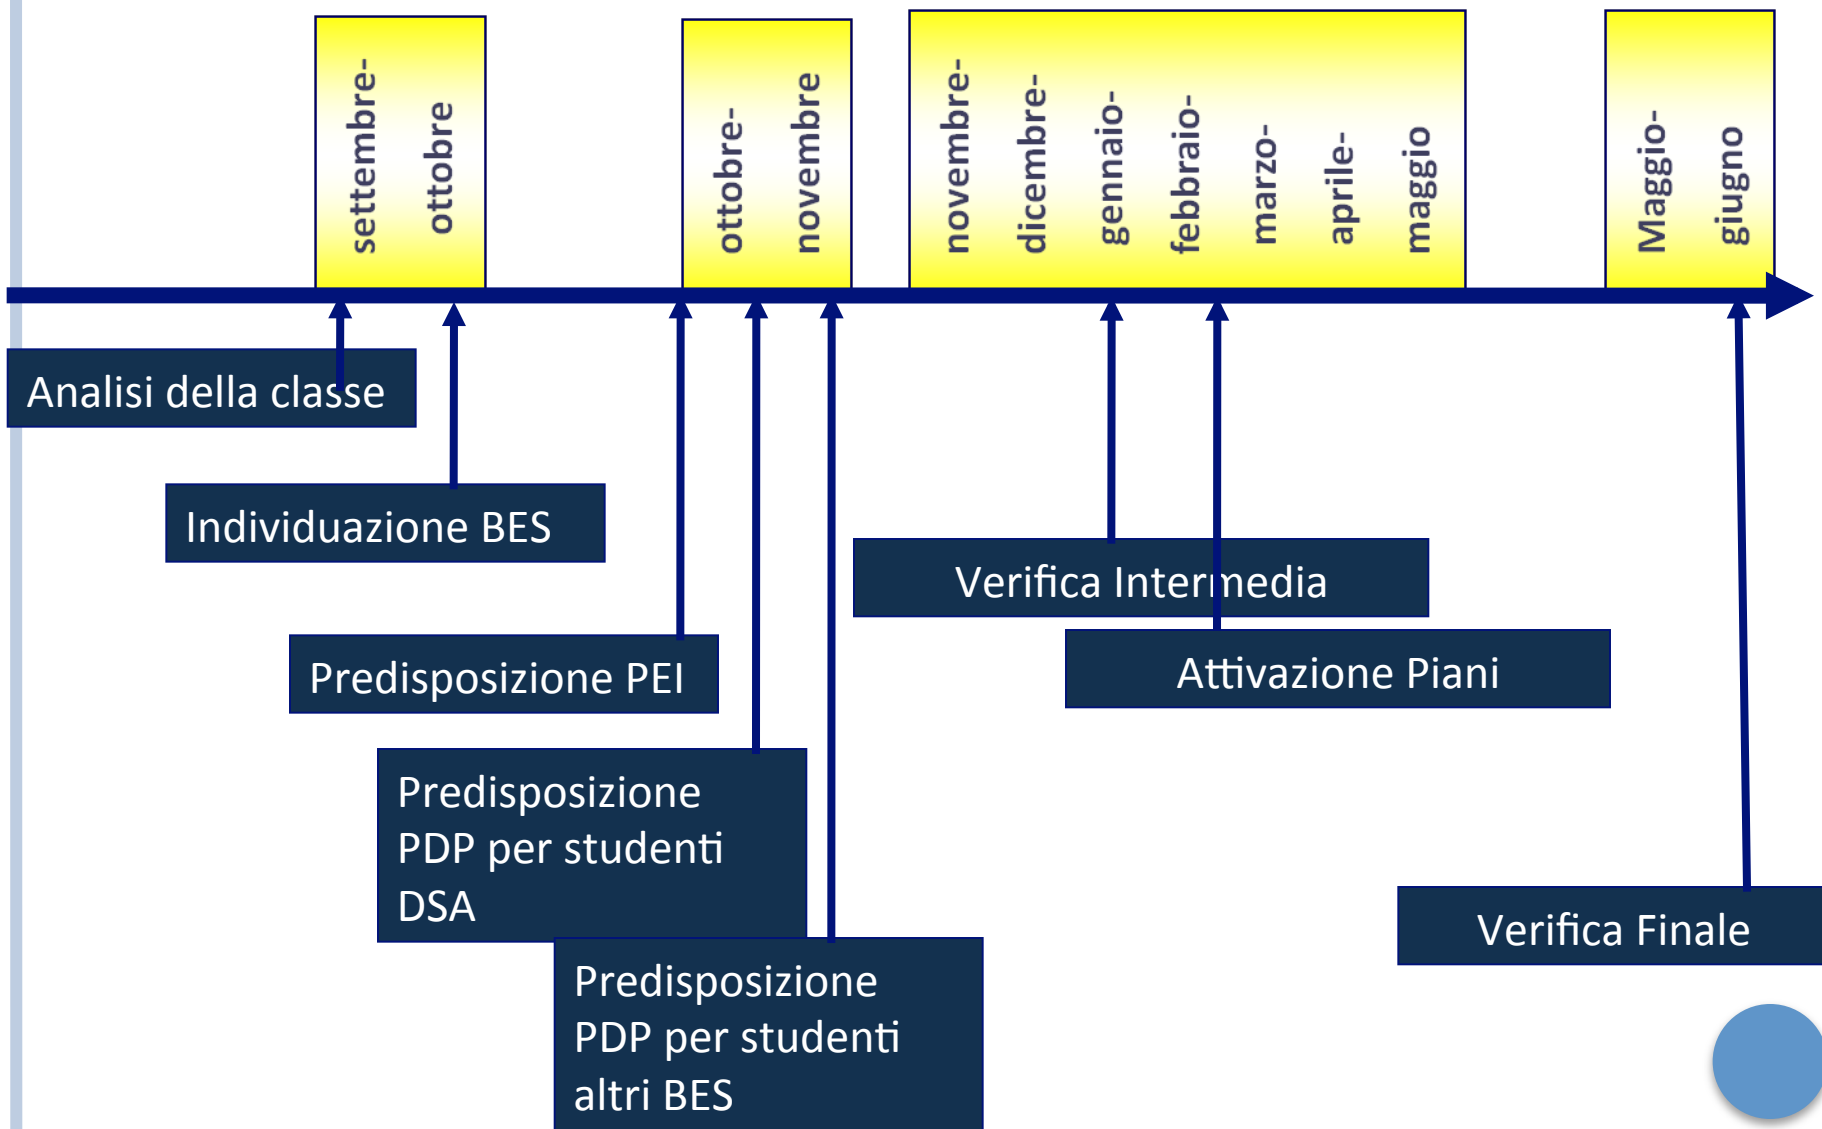 settembre-
ottobre
ottobre-
novembre
novembre-
dicembre-
gennaio-
febbraio-
marzo-
aprile-
maggio
Maggio-
giugno
Analisi della classe
Individuazione BES
Predisposizione PEI
Predisposizione
PDP per studenti
DSA
Predisposizione
PDP per studenti
altri BES
Verifica Intermedia
Attivazione Piani
Verifica Finale